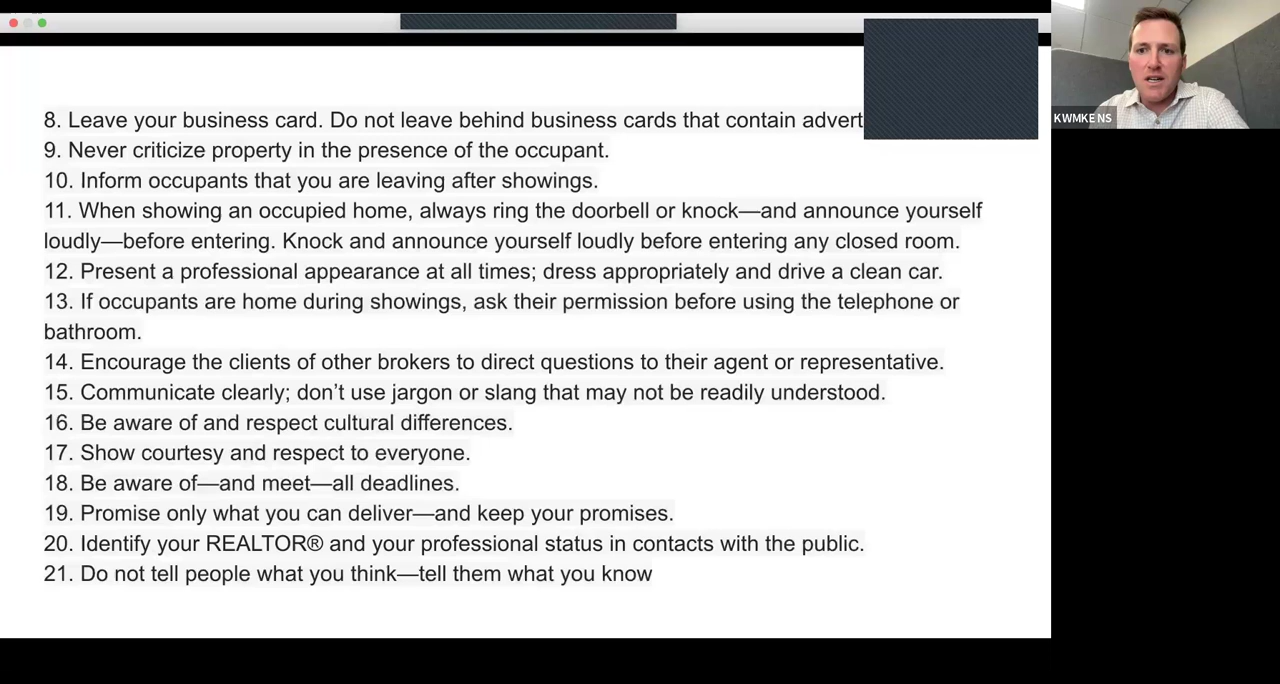 8. Leave your business card. Do not leave behind business cards that contain
9. Never criticize property in the presence of the occupant.
10. Inform occupants that you are leaving after showings.
11. When showing an occupied home, always ring the doorbell or knock—and announce yourself
loudly—before entering. Knock and announce yourself loudly before entering any closed room.
12. Present a professional appearance at all times; dress appropriately and drive a clean car.
13. If occupants are home during showings, ask their permission before using the telephone or
bathroom.
14. Encourage the clients of other brokers to direct questions to their agent or representative.
15. Communicate clearly; don’t use jargon or slang that may not be readily understood.
16. Be aware of and respect cultural differences.
17. Show courtesy and respect to everyone.
18. Be aware of—and meet—all deadlines.
19. Promise only what you can deliver—and keep your promises.
20. Identify your REALTOR® and your professional status in contacts with the public.
21. Do not tell people what you think—tell them what you know
KWMKE NS